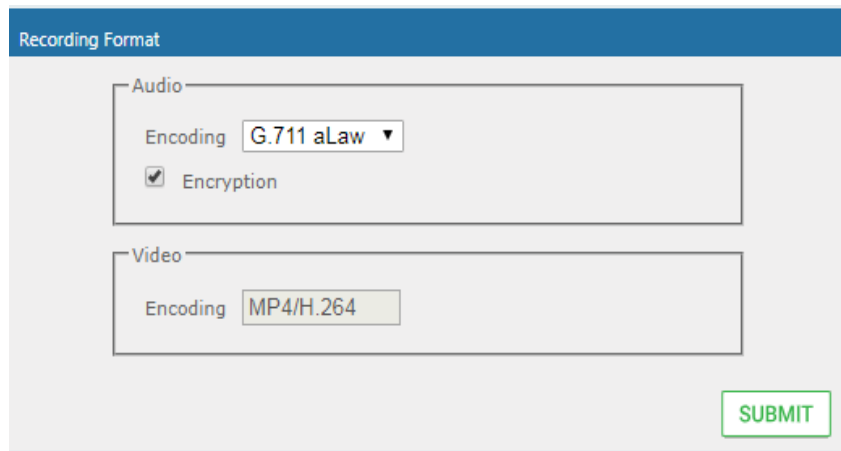 Recording Format
Audio
Encoding G.711 aLaw
Encryption
Video
Encoding MP4/H.264
SUBMIT